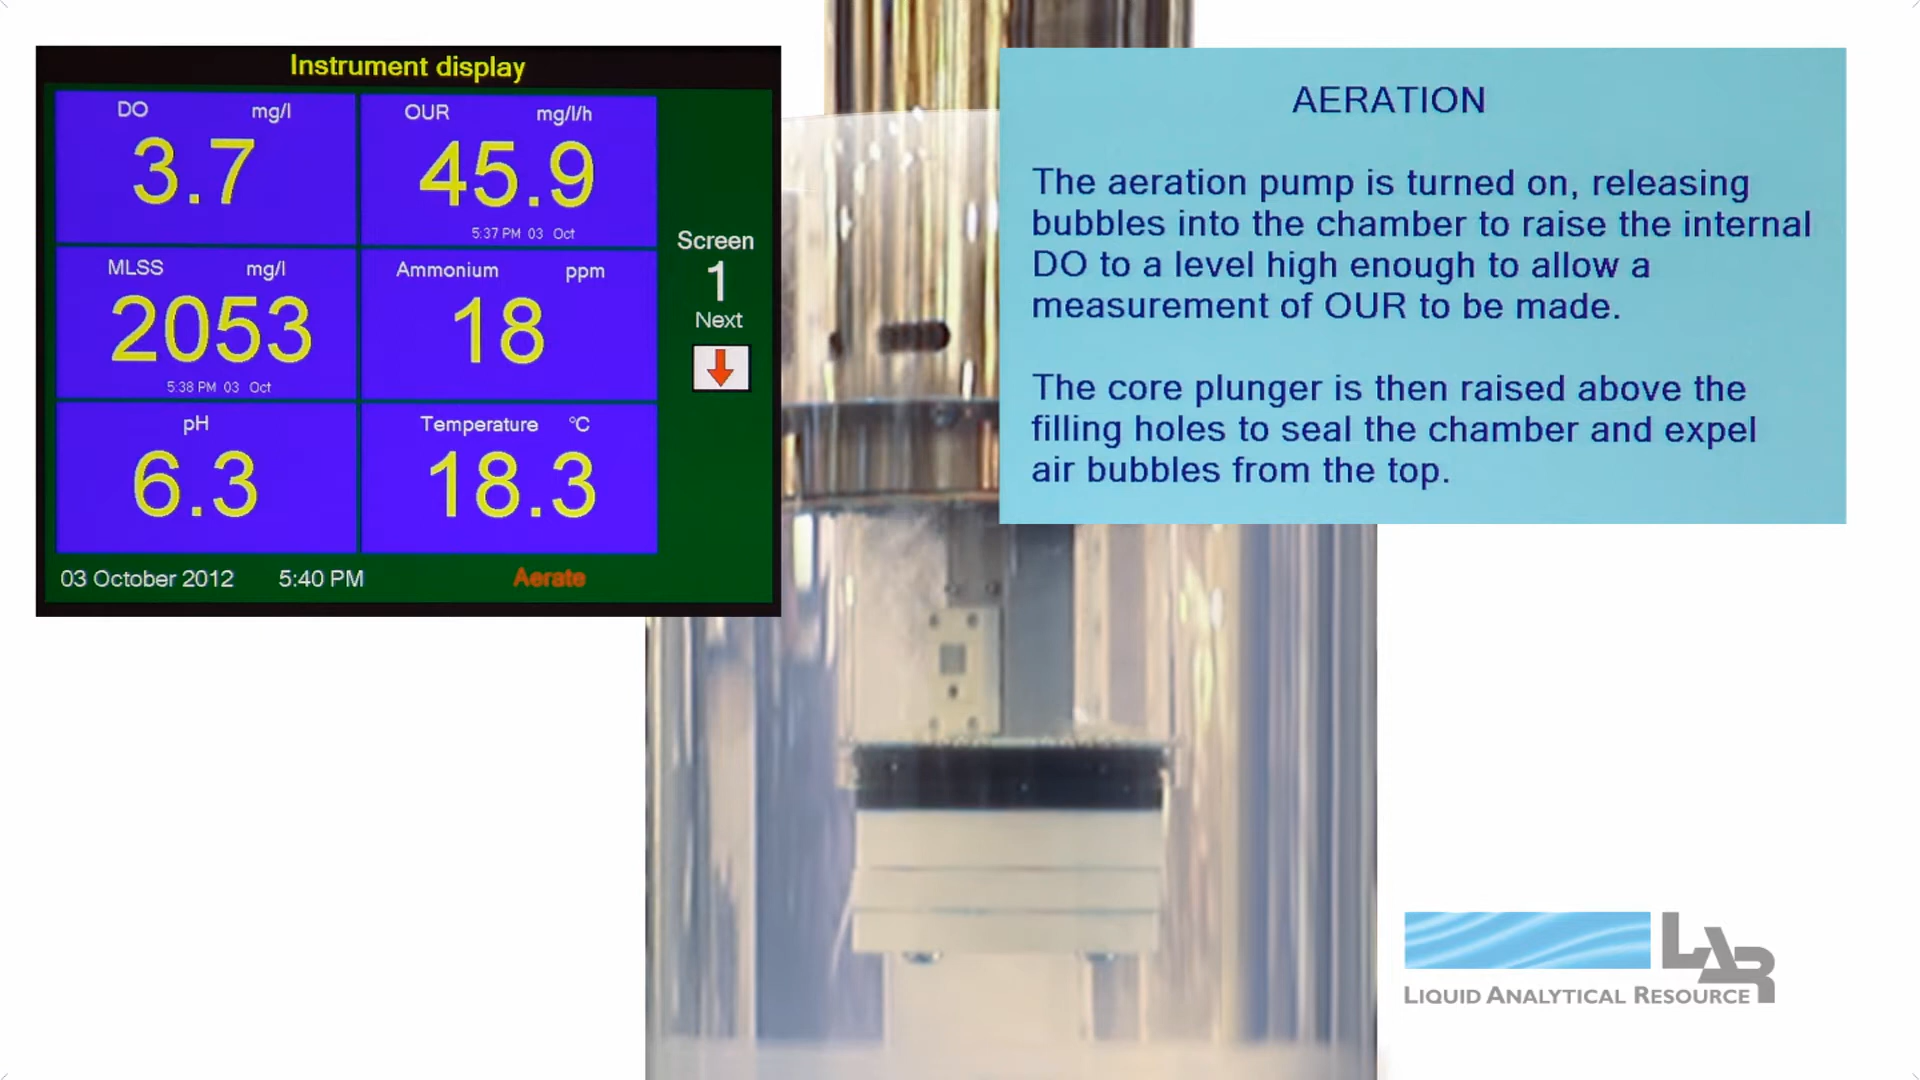 Instrument display
DO mg/l
3.7
OUR mg/l/h
45.9
5:37 PM 03 Oct
MLSS mg/l
2053
5:38 PM 03 Oct
Ammonium ppm
18
pH
6.3
Temperature °C
18.3
Screen
1
Next
03 October 2012 5:40 PM Aerate
AERATION
The aeration pump is turned on, releasing
bubbles into the chamber to raise the internal
DO to a level high enough to allow a
measurement of OUR to be made.
The core plunger is then raised above the
filling holes to seal the chamber and expel
air bubbles from the top.
LAR
LIQUID ANALYTICAL RESOURCE